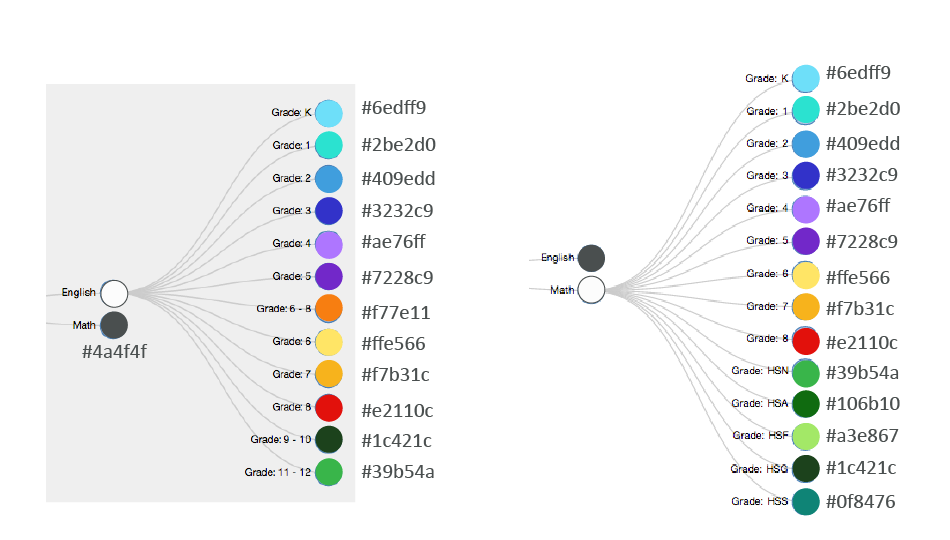 Grade: K #6edff9
Grade: 1 #2be2d0
Grade: 2 #409edd
Grade: 3 #3232c9
Grade: 4 #ae76ff
Grade: 5 #7228c9
English
Grade: 6 - 8 #f77e11
Math
#4a4f4f
Grade: 6 #ffe566
Grade: 7 #f7b31c
Grade: 8 #e2110c
Grade: 9 - 10 #1c421c
Grade: 11 - 12 #39b54a
Grade: K #6edff9
Grade: 1 #2be2d0
Grade: 2 #409edd
Grade: 3 #3232c9
Grade: 4 #ae76ff
Grade: 5 #7228c9
English
Grade: 6 #ffe566
Math
Grade: 7 #f7b31c
Grade: 8 #e2110c
Grade: HSN #39b54a
Grade: HSA #106b10
Grade: HSF #a3e867
Grade: HSG #1c421c
Grade: HSS #0f8476